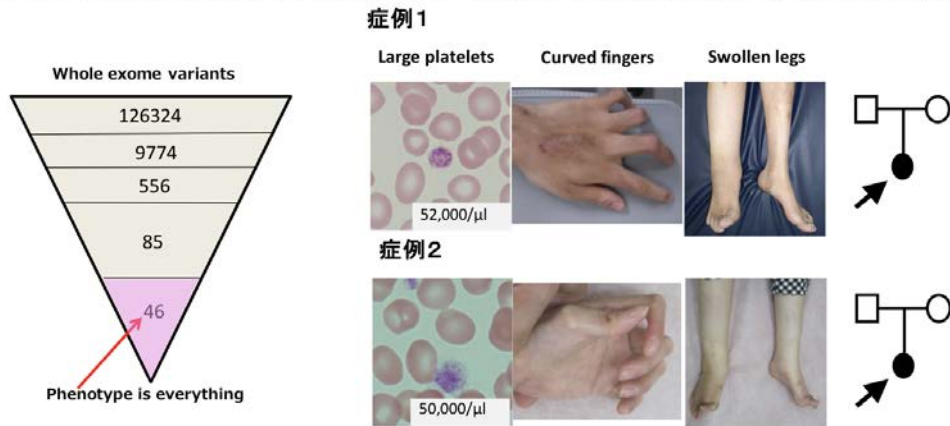 症例1
Large platelets
Curved fingers
Swollen legs
Whole exome variants
126324
9774
556
85
46
Phenotype is everything
52,000/μl
症例2
50,000/μl